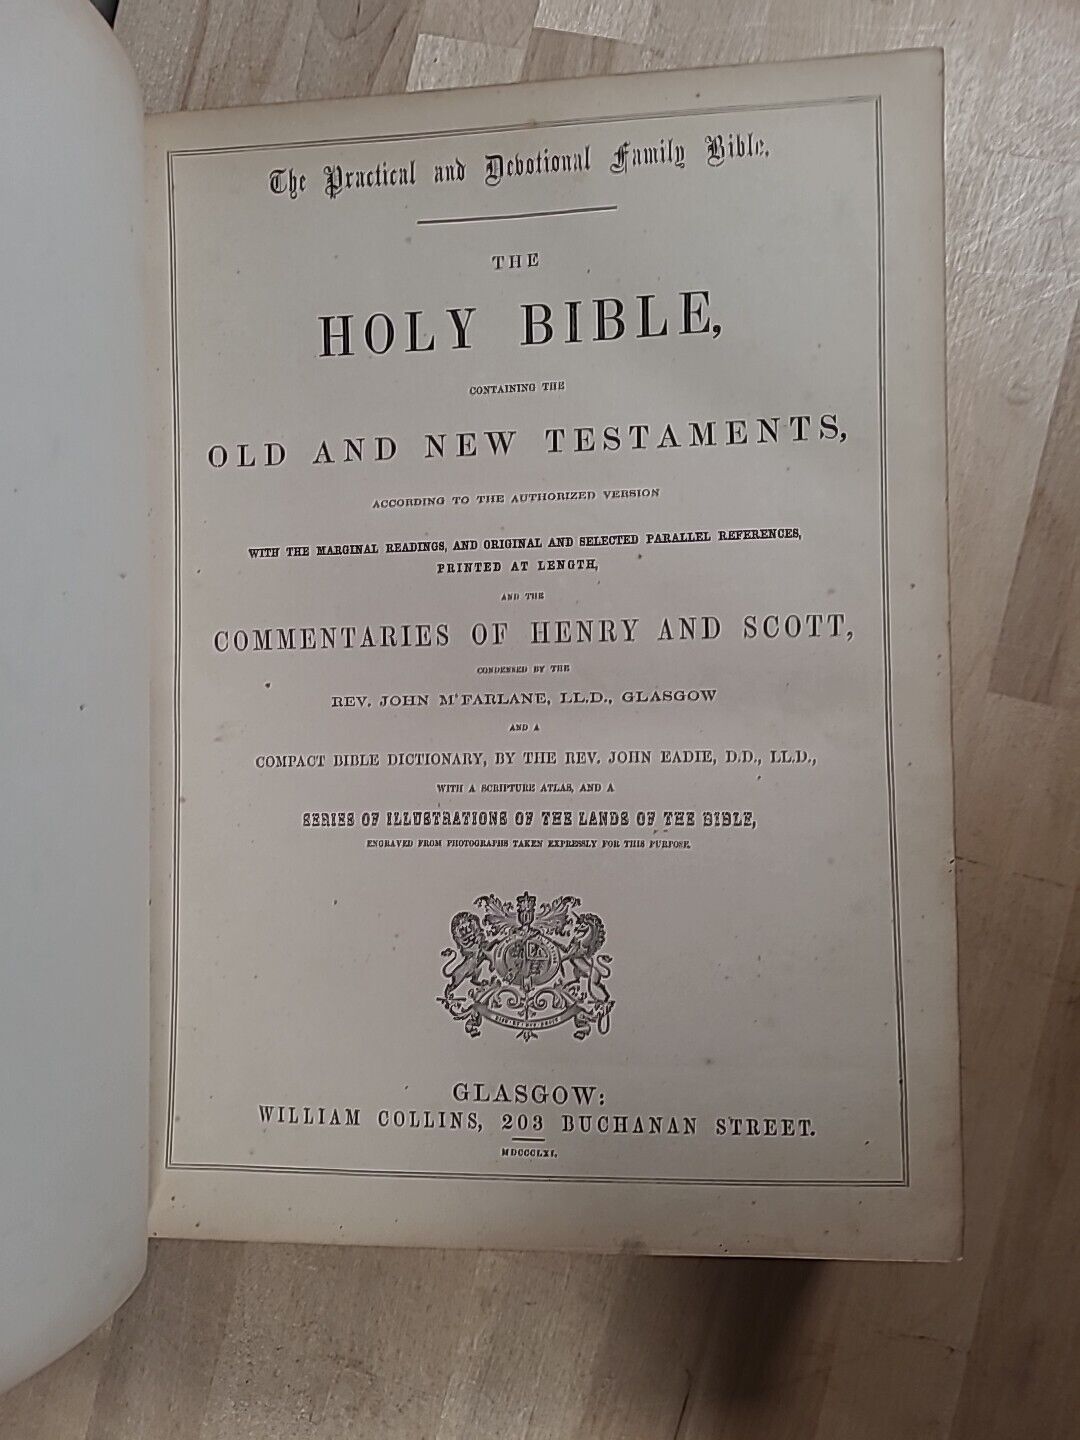 The Practical and Devotional Family Bible.
THE
HOLY BIBLE,
CONTAINING THE
OLD AND NEW TESTAMENTS,
ACCORDING TO THE AUTHORIZED VERSION
WITH THE MARGINAL READINGS, AND ORIGINAL AND SELECTED PARALLEL REFERENCES,
PRINTED AT LENGTH,
AND THE
COMMENTARIES OF HENRY AND SCOTT,
CONDENSED BY THE
REV. JOHN M‘FARLANE, LL.D., GLASGOW
AND A
COMPACT BIBLE DICTIONARY, BY THE REV. JOHN EADIE, D.D., LL.D.,
WITH A SCRIPTURE ATLAS, AND A
SERIES OF ILLUSTRATIONS OF THE LANDS OF THE BIBLE,
ENGRAVED FROM PHOTOGRAPHS TAKEN EXPRESSLY FOR THIS PURPOSE.
GLASGOW:
WILLIAM COLLINS, 203 BUCHANAN STREET.
MDCCCLXI.